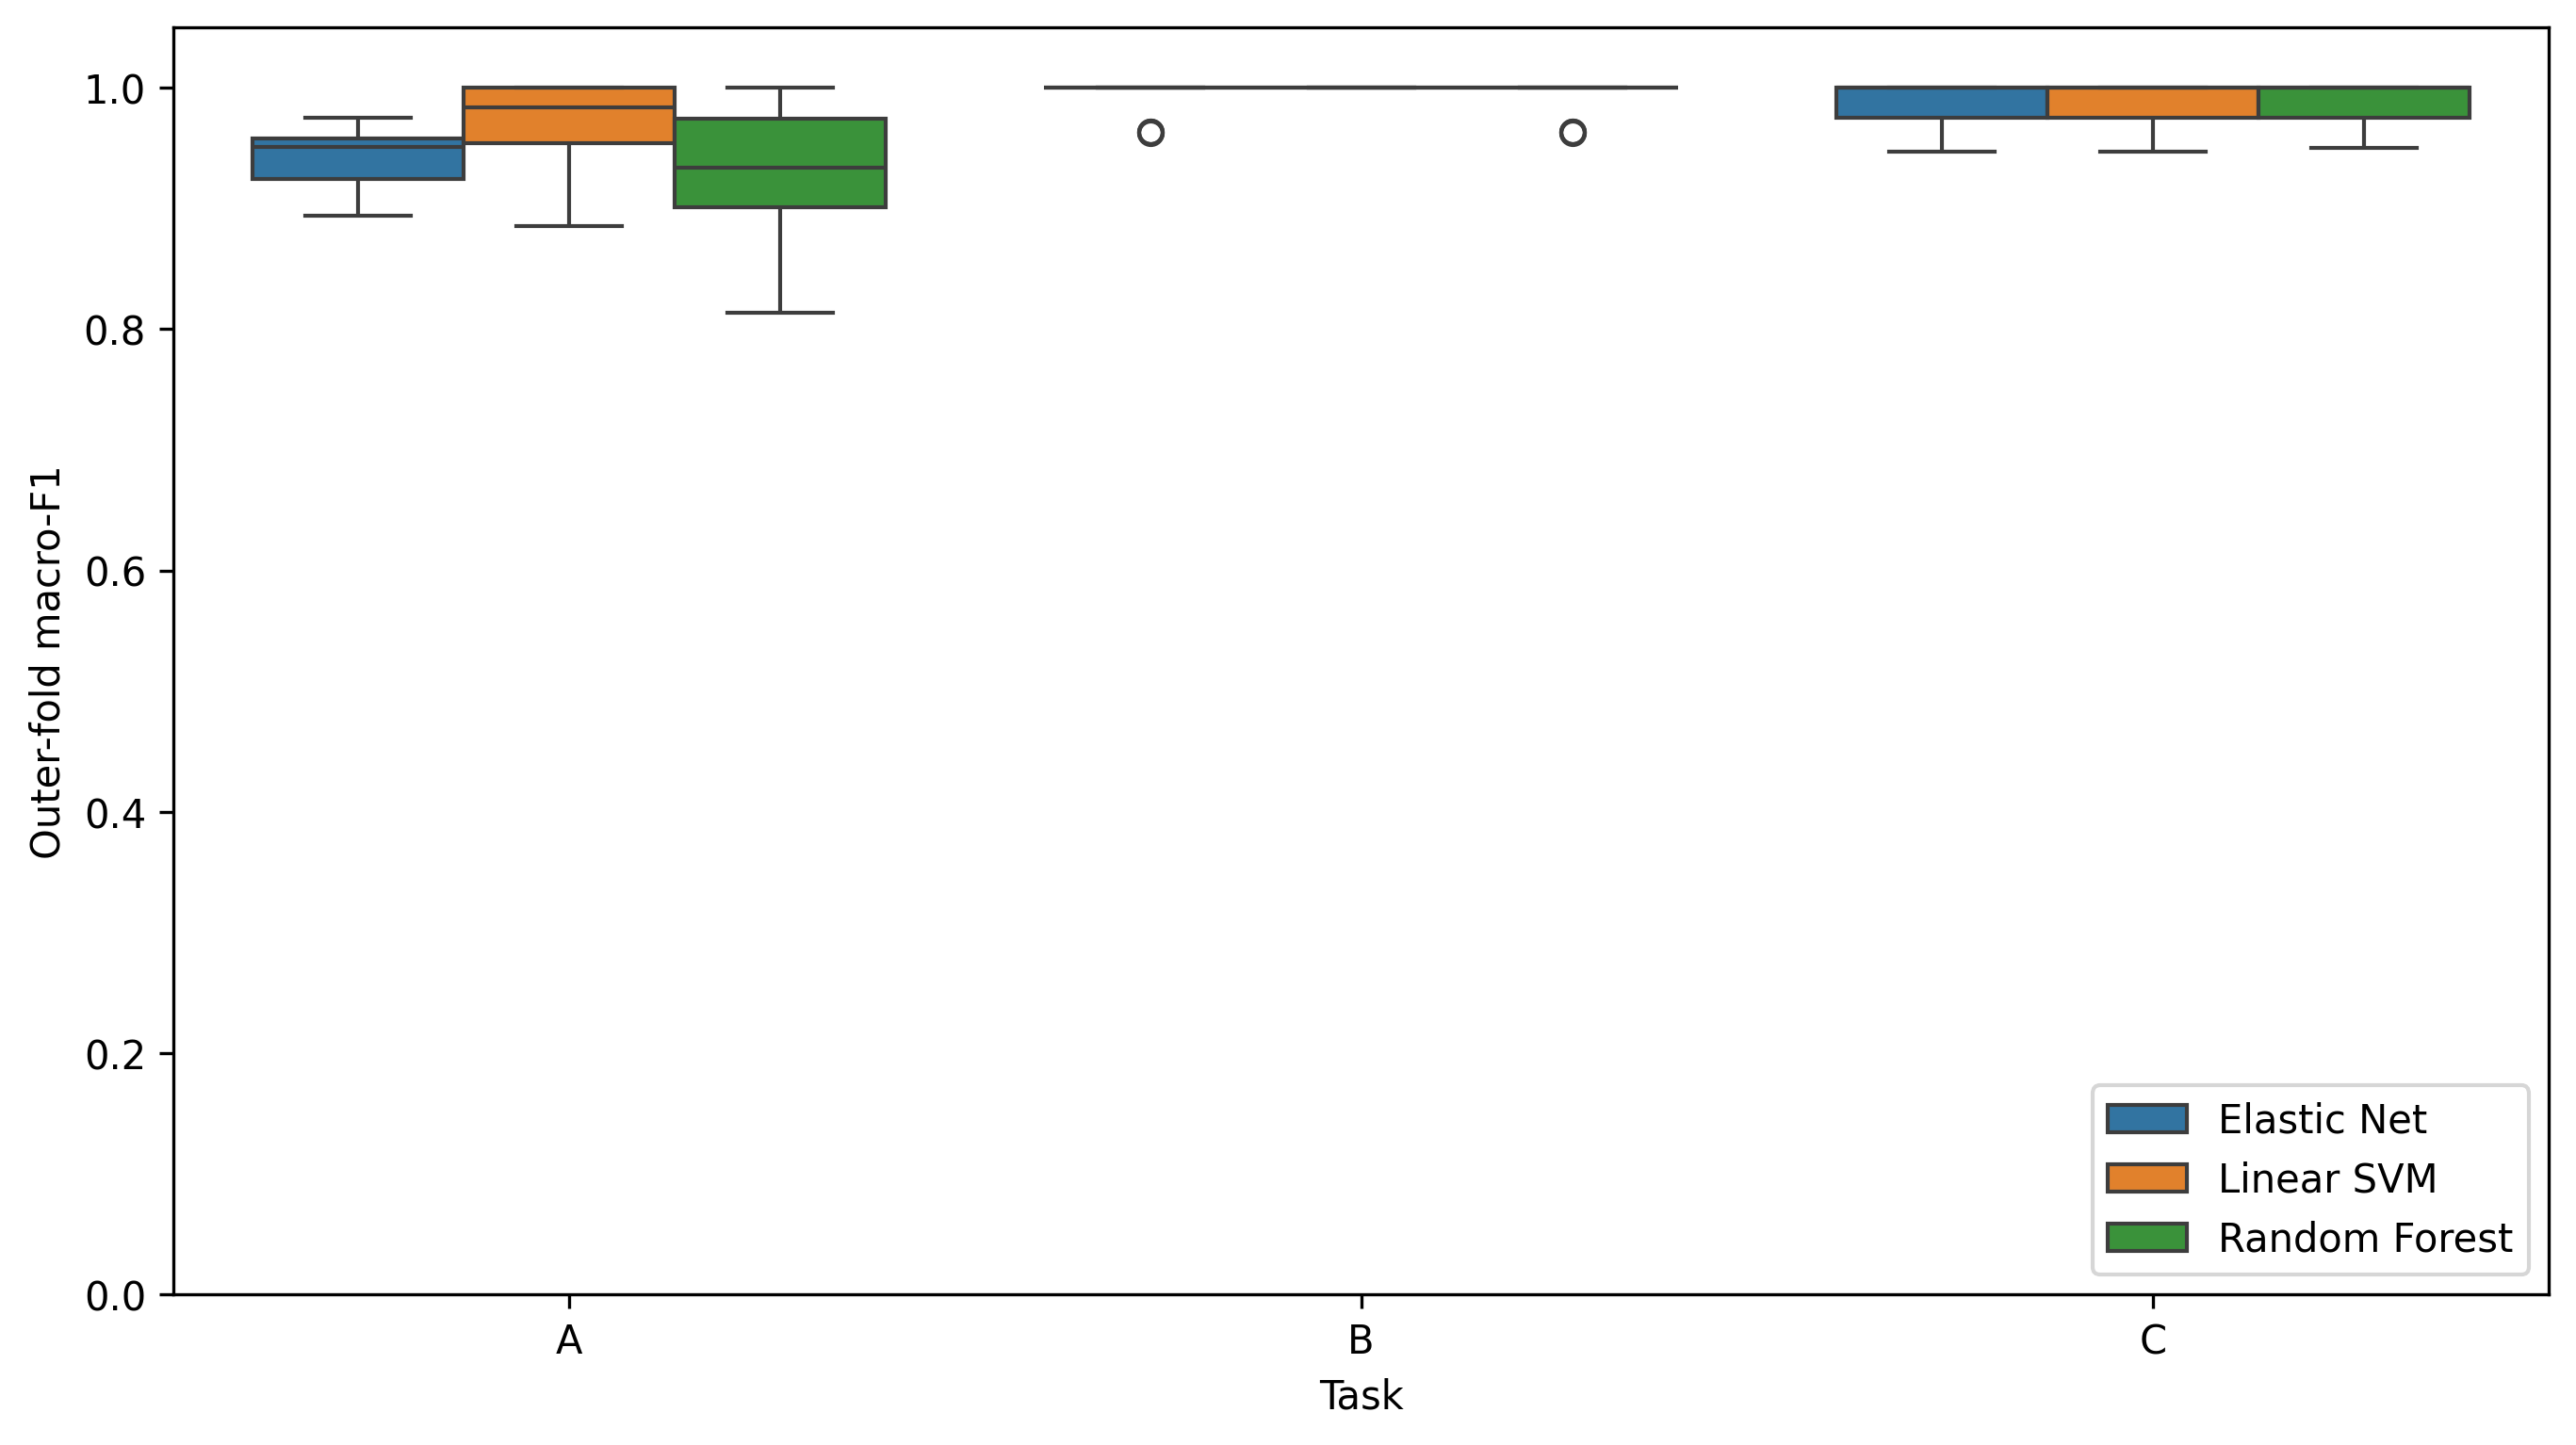 Outer-fold macro-F1
1.0
0.8
0.6
0.4
0.2
0.0
A
B
C
Task
Elastic Net
Linear SVM
Random Forest